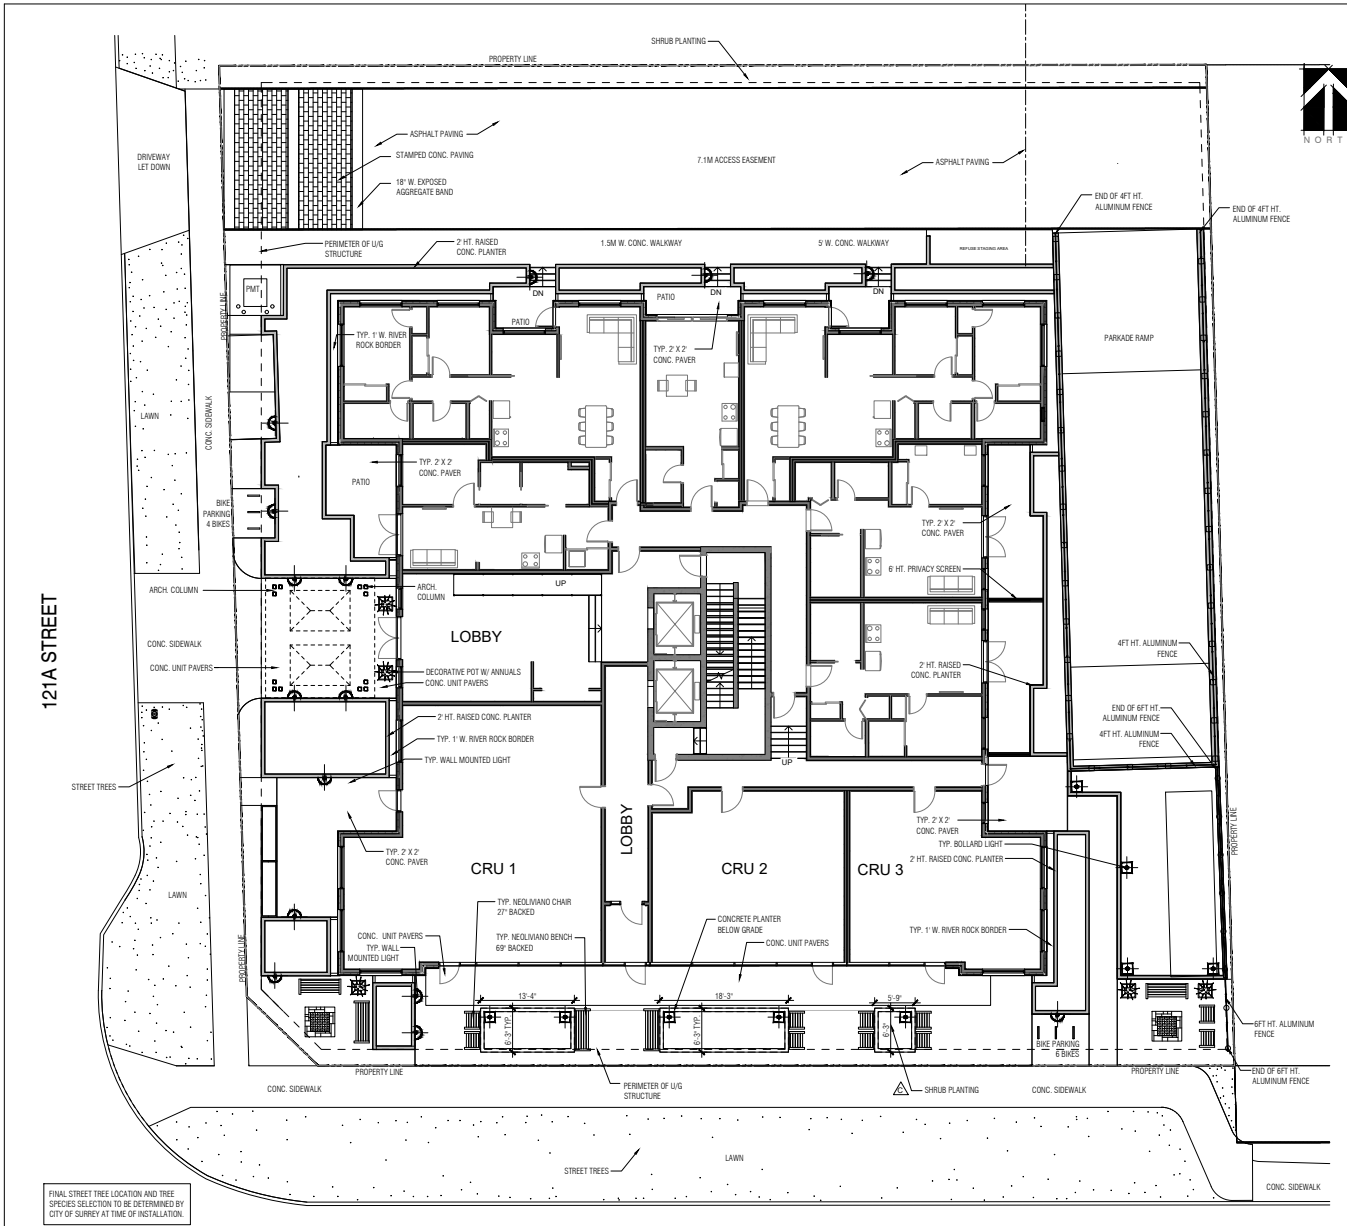 SHRUB PLANTING
PROPERTY LINE
NORT
DRIVEWAY
LET DOWN
ASPHALT PAVING
STAMPED CONC. PAVING
18" W. EXPOSED
AGGREGATE BAND
7.1M ACCESS EASEMENT
ASPHALT PAVING
END OF 4FT HT.
ALUMINUM FENCE
END OF 4FT HT.
ALUMINUM FENCE
PERIMETER OF U/G
STRUCTURE
2' HT. RAISED
CONC. PLANTER
1.5M W. CONC. WALKWAY
5' W. CONC. WALKWAY
REFUSE STAGING AREA
PMT
DN
DN
DN
PATIO
PATIO
PROPERTY LINE
TYP. 1' W. RIVER
ROCK BORDER
TYP. 2' X 2'
CONC. PAVER
PARKADE RAMP
LAWN
CONC. SIDEWALK
TYP. 2' X 2'
CONC. PAVER
PATIO
BIKE
PARKING
4 BIKES
TYP. 2' X 2'
CONC. PAVER
6' HT. PRIVACY SCREEN
ARCH. COLUMN
ARCH.
COLUMN
UP
121A STREET
LOBBY
CONC. SIDEWALK
CONC. UNIT PAVERS
DECORATIVE POT W/ ANNUALS
CONC. UNIT PAVERS
2' HT. RAISED
CONC. PLANTER
4FT HT. ALUMINUM
FENCE
2' HT. RAISED CONC. PLANTER
TYP. 1' W. RIVER ROCK BORDER
TYP. WALL MOUNTED LIGHT
END OF 6FT HT.
ALUMINUM FENCE
4FT HT. ALUMINUM
FENCE
UP
STREET TREES
LOBBY
TYP. 2' X 2'
CONC. PAVER
TYP. BOLLARD LIGHT
2' HT. RAISED CONC. PLANTER
PROPERTY LINE
TYP. 2' X 2'
CONC. PAVER
CRU 1
CRU 2
CRU 3
LAWN
TYP. NEOLIVIANO CHAIR
27" BACKED
CONCRETE PLANTER
BELOW GRADE
TYP. 1' W. RIVER ROCK BORDER
CONC. UNIT PAVERS
TYP. WALL
MOUNTED LIGHT
TYP. NEOLIVIANO BENCH
69" BACKED
CONC. UNIT PAVERS
PROPERTY LINE
13'-4"
18'-3"
5'-9"
6'-3" TYP.
6'-3" TYP.
6'-3"
6FT HT. ALUMINUM
FENCE
BIKE PARKING
6 BIKES
PROPERTY LINE
PROPERTY LINE
END OF 6FT HT.
ALUMINUM FENCE
CONC. SIDEWALK
PERIMETER OF U/G
STRUCTURE
C
SHRUB PLANTING
CONC. SIDEWALK
STREET TREES
LAWN
CONC. SIDEWALK
FINAL STREET TREE LOCATION AND TREE
SPECIES SELECTION TO BE DETERMINED BY
CITY OF SURREY AT TIME OF INSTALLATION.